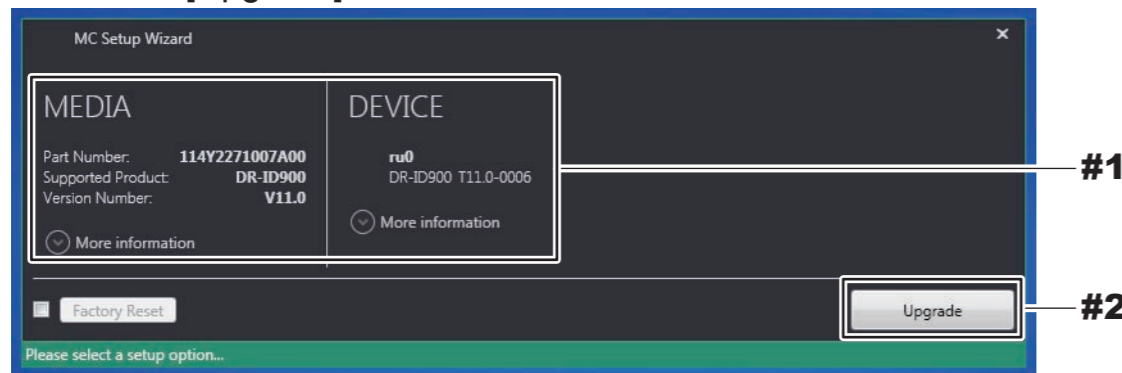 MC Setup Wizard
MEDIA
Part Number: 114Y2271007A00
Supported Product: DR-ID900
Version Number: V11.0
More information
DEVICE
ru0
DR-ID900 T11.0-0006
More information
#1
Factory Reset
Upgrade
#2
Please select a setup option...